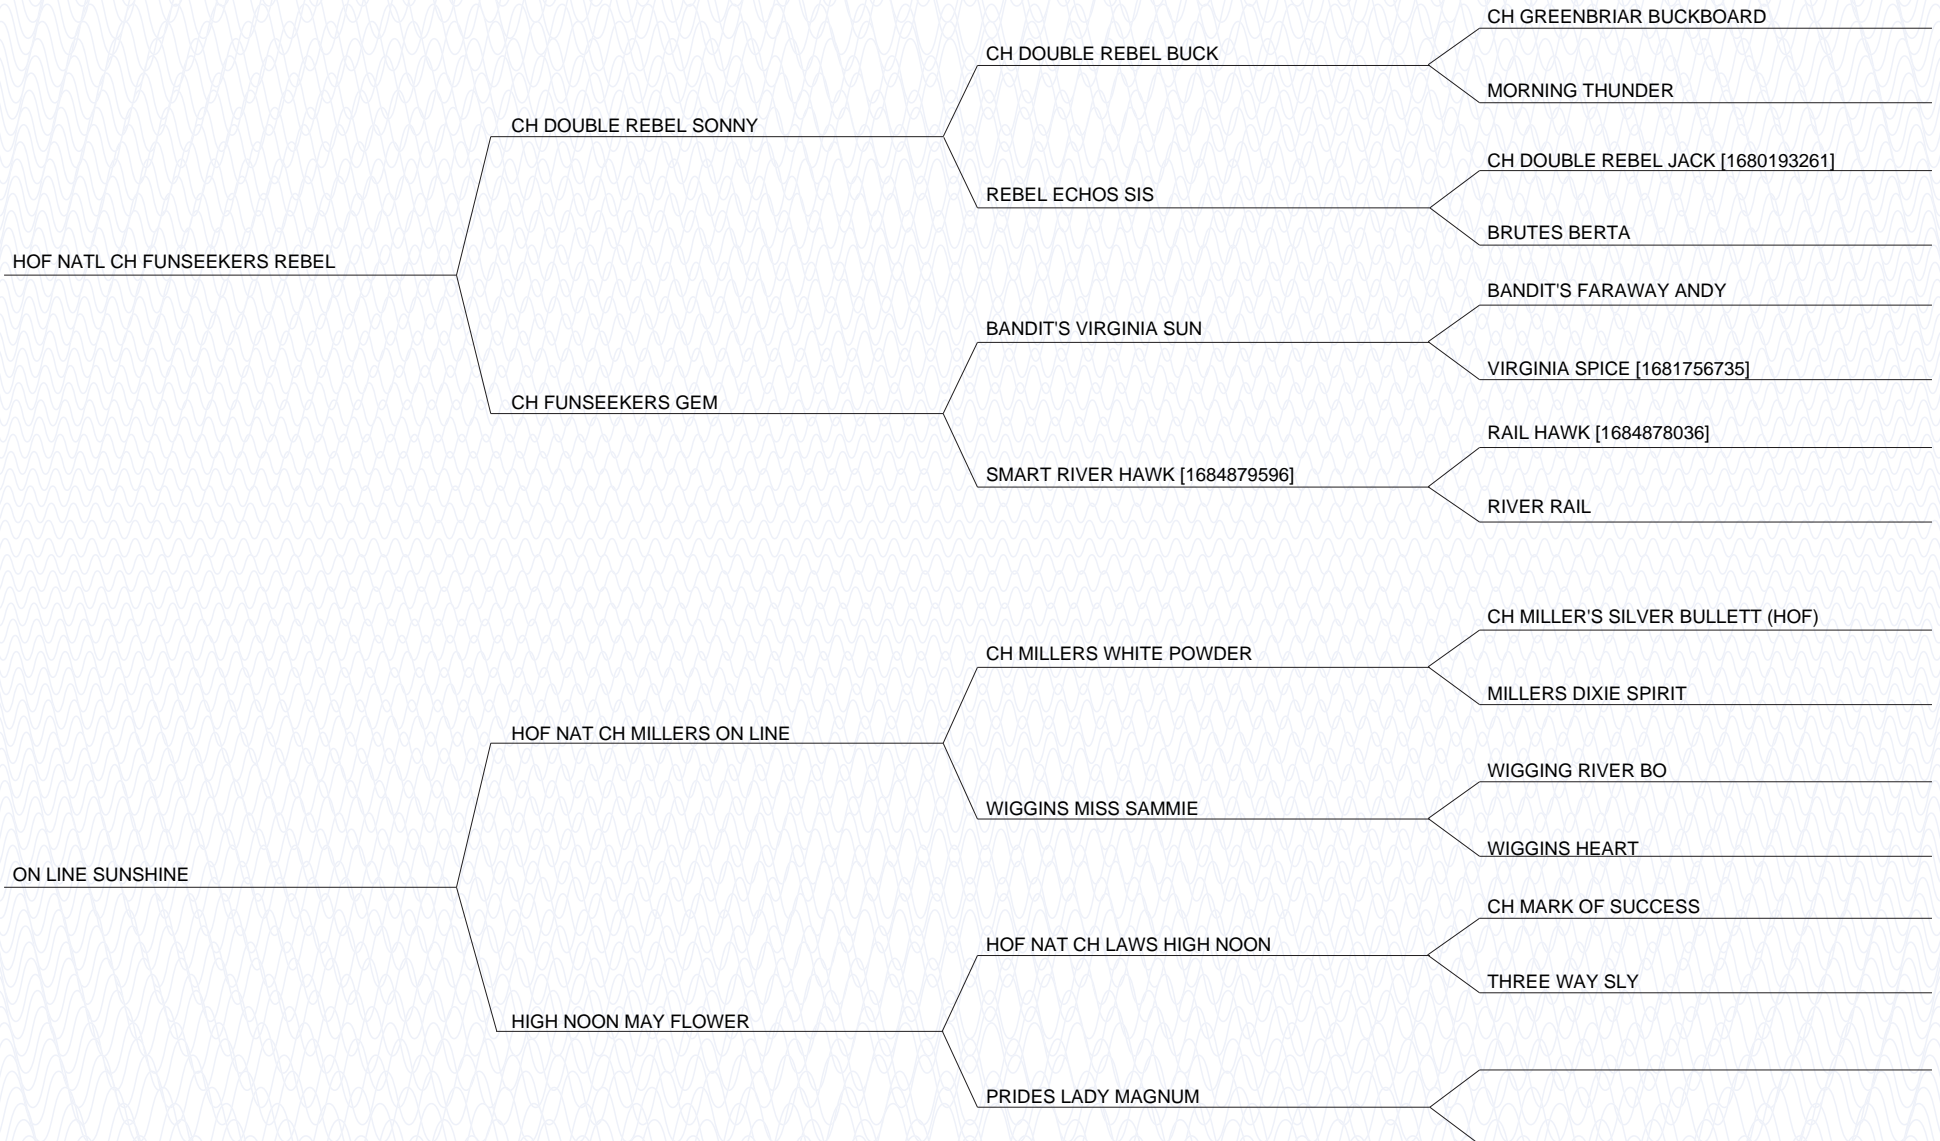 CH GREENBRIAR BUCKBOARD
CH DOUBLE REBEL BUCK
MORNING THUNDER
CH DOUBLE REBEL SONNY
CH DOUBLE REBEL JACK [1680193261]
REBEL ECHOS SIS
BRUTES BERTA
HOF NATL CH FUNSEEKERS REBEL
BANDIT'S FARAWAY ANDY
BANDIT'S VIRGINIA SUN
VIRGINIA SPICE [1681756735]
CH FUNSEEKERS GEM
RAIL HAWK [1684878036]
SMART RIVER HAWK [1684879596]
RIVER RAIL
CH MILLER'S SILVER BULLETT (HOF)
CH MILLERS WHITE POWDER
MILLERS DIXIE SPIRIT
HOF NAT CH MILLERS ON LINE
WIGGING RIVER BO
WIGGINS MISS SAMMIE
WIGGINS HEART
ON LINE SUNSHINE
CH MARK OF SUCCESS
HOF NAT CH LAWS HIGH NOON
THREE WAY SLY
HIGH NOON MAY FLOWER
PRIDES LADY MAGNUM